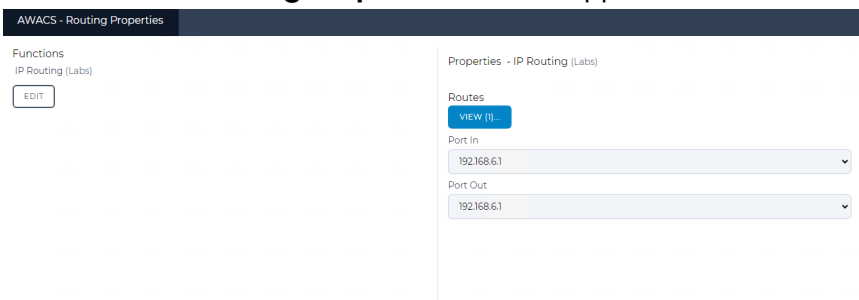 AWACS - Routing Properties
Functions
IP Routing (Labs)
EDIT
Properties - IP Routing (Labs)
Routes
VIEW (1)...
Port In
192.168.6.1
Port Out
192.168.6.1